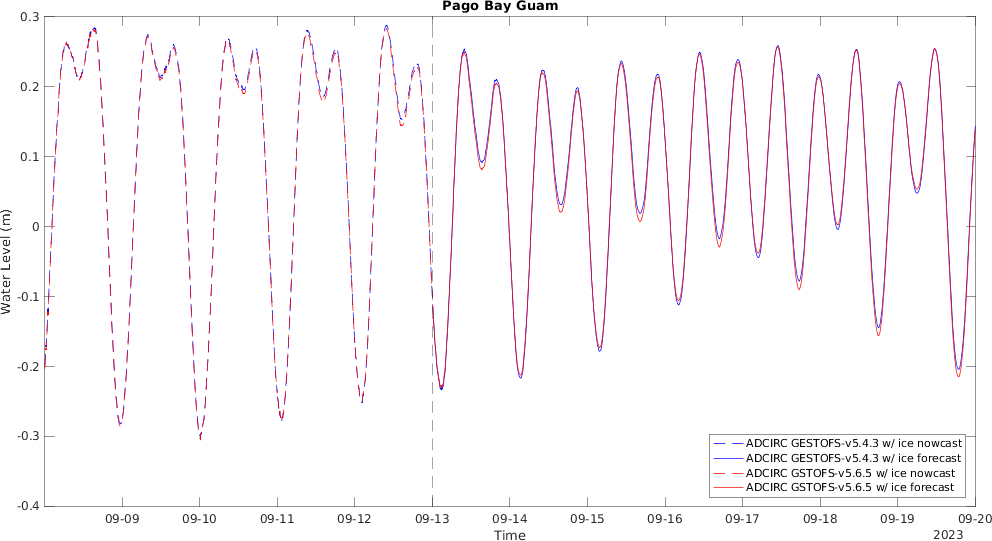 Pago Bay Guam
Water Level (m)
0.3
0.2
0.1
0
-0.1
-0.2
-0.3
-0.4
ADCIRC GESTOFS-v5.4.3 w/ ice nowcast
ADCIRC GESTOFS-v5.4.3 w/ ice forecast
ADCIRC GSTOFS-v5.6.5 w/ ice nowcast
ADCIRC GSTOFS-v5.6.5 w/ ice forecast
09-09 09-10 09-11 09-12 09-13 09-14 09-15 09-16 09-17 09-18 09-19 09-20
Time
2023